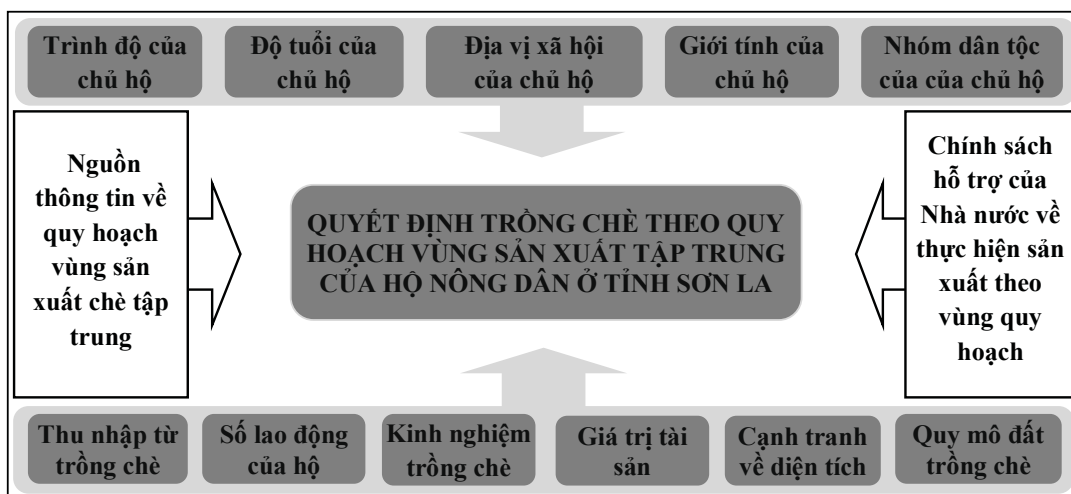 Trình độ của
chủ hộ
Độ tuổi của
chủ hộ
Địa vị xã hội
của chủ hộ
Giới tính của
chủ hộ
Nhóm dân tộc
của của chủ hộ
Nguồn
thông tin về
quy hoạch
vùng sản
xuất chè tập
trung
QUYẾT ĐỊNH TRỒNG CHÈ THEO QUY
HOẠCH VÙNG SẢN XUẤT TẬP TRUNG
CỦA HỘ NÔNG DÂN Ở TỈNH SƠN LA
Chính sách
hỗ trợ của
Nhà nước về
thực hiện sản
xuất theo
vùng quy
hoạch
Thu nhập từ
trồng chè
Số lao động
của hộ
Kinh nghiệm
trồng chè
Giá trị tài
sản
Cạnh tranh
về diện tích
Quy mô đất
trồng chè